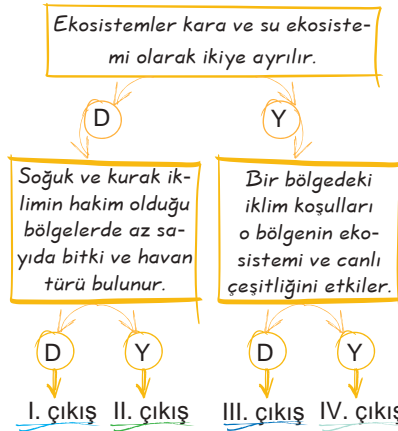 Ekosistemler kara ve su ekosiste-
mi olarak ikiye ayrılır.
D
Y
Soğuk ve kurak ik-
limin hakim olduğu
bölgelerde az sa-
yıda bitki ve havan
türü bulunur.
Bir bölgedeki
iklim koşulları
o bölgenin eko-
sistemi ve canlı
çeşitliğini etkiler.
D
Y
D
Y
I. çıkış
II. çıkış
III. çıkış
IV. çıkış